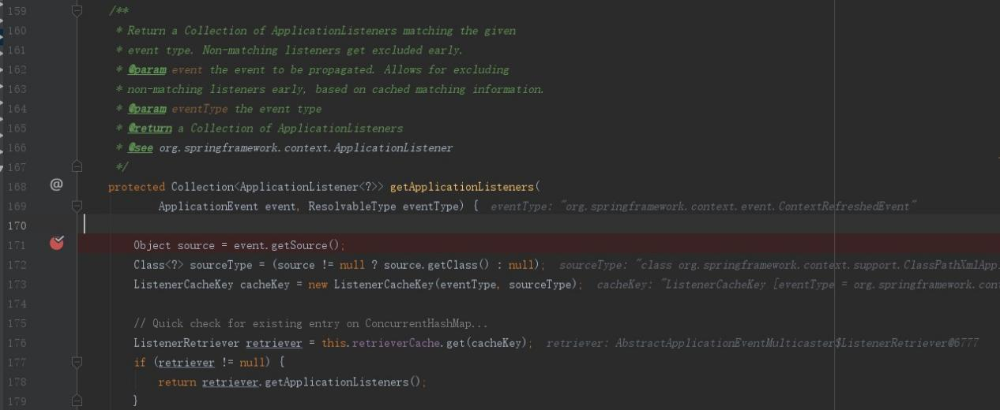 159 /**
160 * Return a Collection of ApplicationListeners matching the given
161 * event type. Non-matching listeners get excluded early.
162 * @param event the event to be propagated. Allows for excluding
163 * non-matching listeners early, based on cached matching information.
164 * @param eventType the event type
165 * @return a Collection of ApplicationListeners
166 * @see org.springframework.context.ApplicationListener
167 */
168 @ protected Collection<ApplicationListener<?>> getApplicationListeners(
169 ApplicationEvent event, ResolvableType eventType) { eventType: "org.springframework.context.event.ContextRefreshedEvent"
170
171 Object source = event.getSource();
172 Class<?> sourceType = (source != null ? source.getClass() : null); sourceType: "class org.springframework.context.support.ClassPathXmlApp
173 ListenerCacheKey cacheKey = new ListenerCacheKey(eventType, sourceType); cacheKey: "ListenerCacheKey [eventType = org.springframework.con
174
175 // Quick check for existing entry on ConcurrentHashMap...
176 ListenerRetriever retriever = this.retrieverCache.get(cacheKey); retriever: AbstractApplicationEventMulticaster$ListenerRetriever@6777
177 if (retriever != null) {
178 return retriever.getApplicationListeners();
179 }